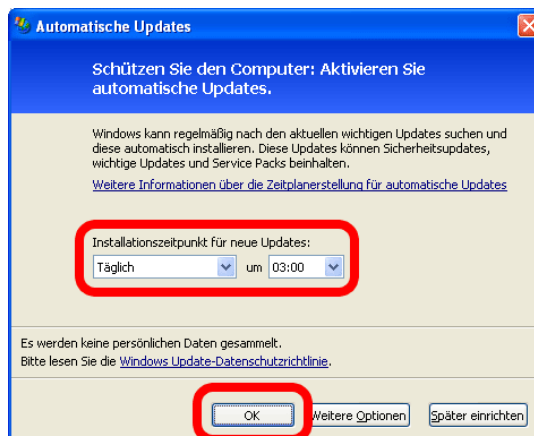 Automatische Updates
Schützen Sie den Computer: Aktivieren Sie
automatische Updates.
Windows kann regelmäßig nach den aktuellen wichtigen Updates suchen und
diese automatisch installieren. Diese Updates können Sicherheitsupdates,
wichtige Updates und Service Packs beinhalten.
Weitere Informationen über die Zeitplanerstellung für automatische Updates
Installationszeitpunkt für neue Updates:
Täglich um 03:00
Es werden keine persönlichen Daten gesammelt.
Bitte lesen Sie die Windows Update-Datenschutzrichtlinie.
OK Weitere Optionen Später einrichten